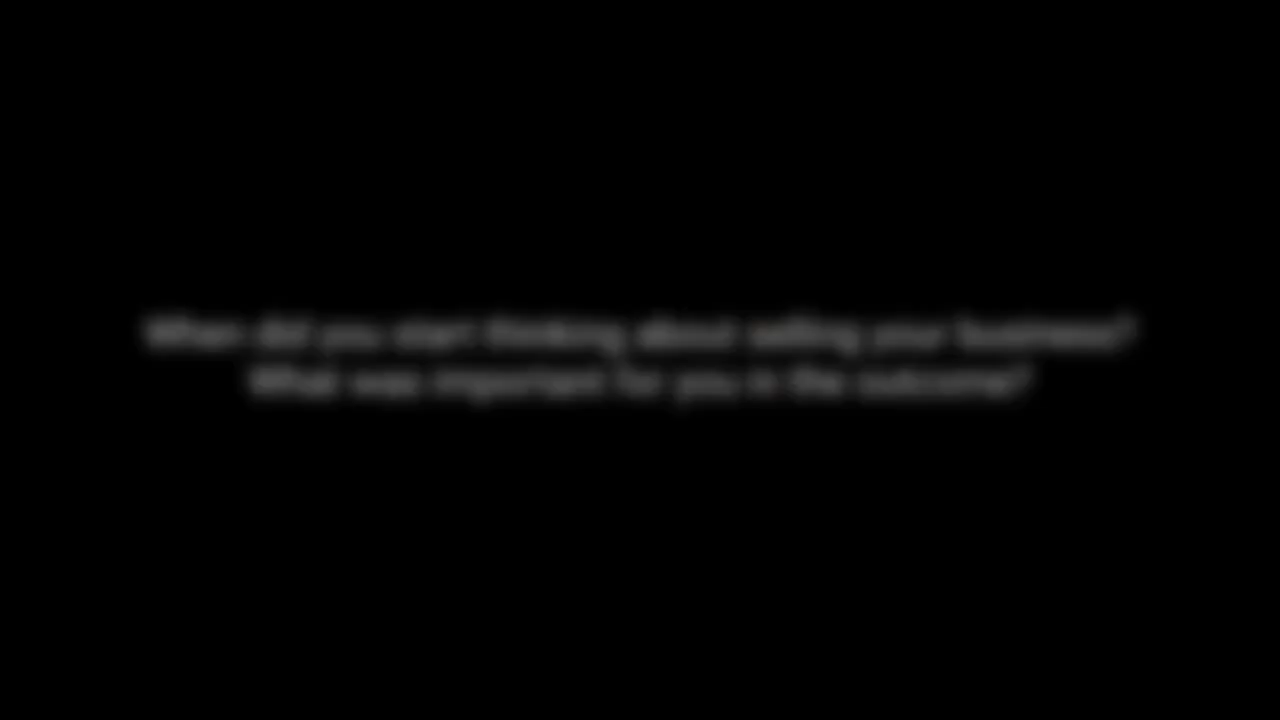 When did you start thinking about selling your business?
What was important for you in the outcome?